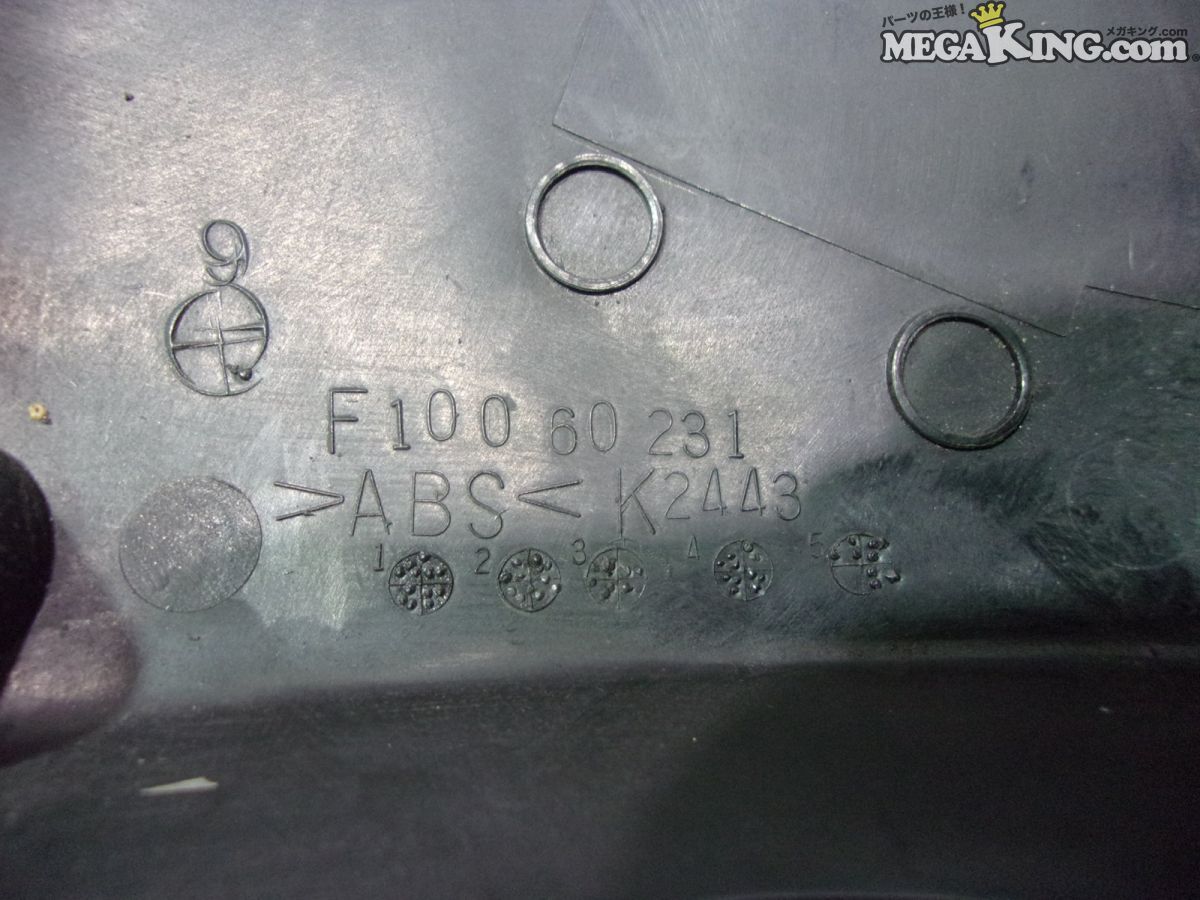 パーツの王様！
メガキング.com
MEGAKING.com®
9
F100 60 231
>ABS< K2443
1 2 3 4 5